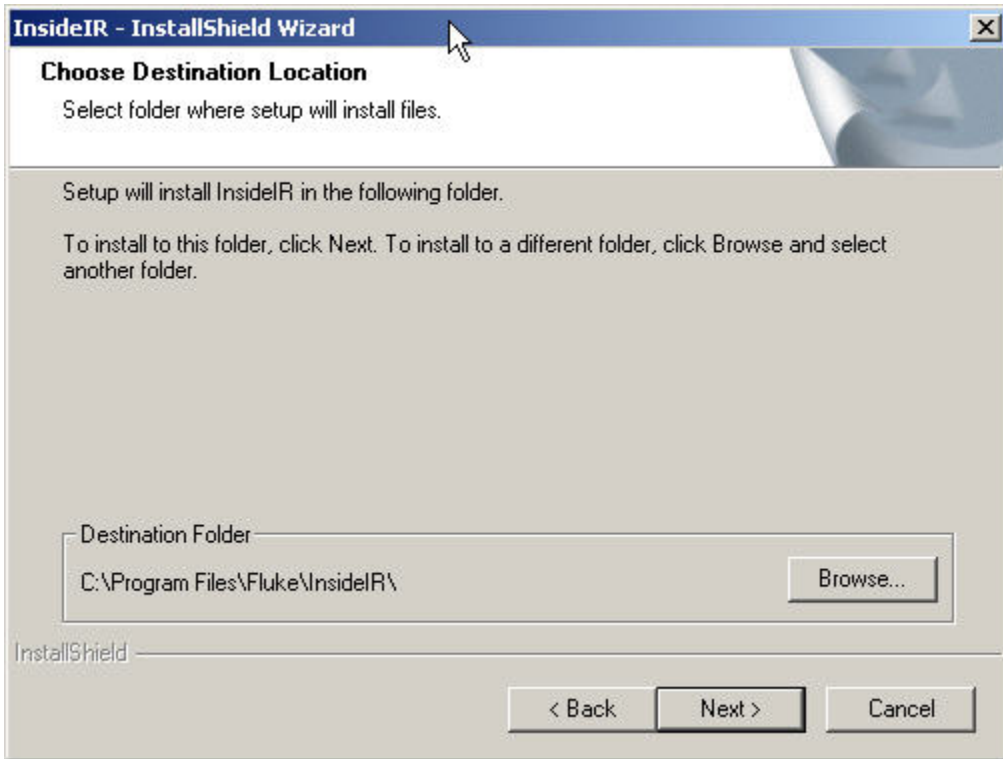 InsideIR - InstallShield Wizard
Choose Destination Location
Select folder where setup will install files.
Setup will install InsideIR in the following folder.
To install to this folder, click Next. To install to a different folder, click Browse and select
another folder.
Destination Folder
C:\Program Files\Fluke\InsideIR\
Browse...
InstallShield
< Back
Next >
Cancel